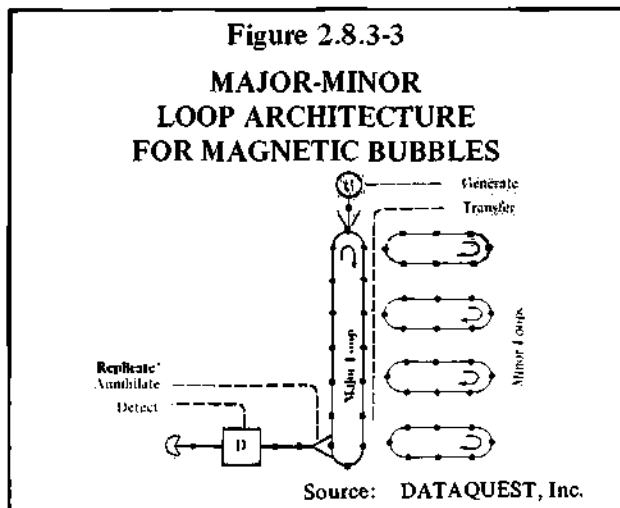 Figure 2.8.3-3
MAJOR-MINOR
LOOP ARCHITECTURE
FOR MAGNETIC BUBBLES
Generate
Transfer
Major Loop
Minor Loops
Replicate'
Annihilate
Detect
D
Source: DATAQUEST, Inc.